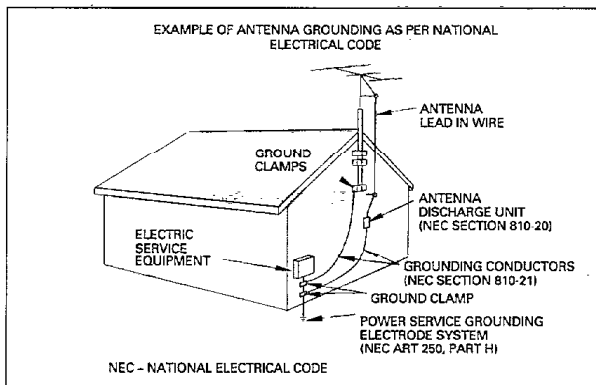 EXAMPLE OF ANTENNA GROUNDING AS PER NATIONAL
ELECTRICAL CODE
ANTENNA
LEAD IN WIRE
GROUND
CLAMPS
ANTENNA
DISCHARGE UNIT
(NEC SECTION 810-20)
ELECTRIC
SERVICE
EQUIPMENT
GROUNDING CONDUCTORS
(NEC SECTION 810-21)
GROUND CLAMP
POWER SERVICE GROUNDING
ELECTRODE SYSTEM
(NEC ART 250, PART H)
NEC – NATIONAL ELECTRICAL CODE